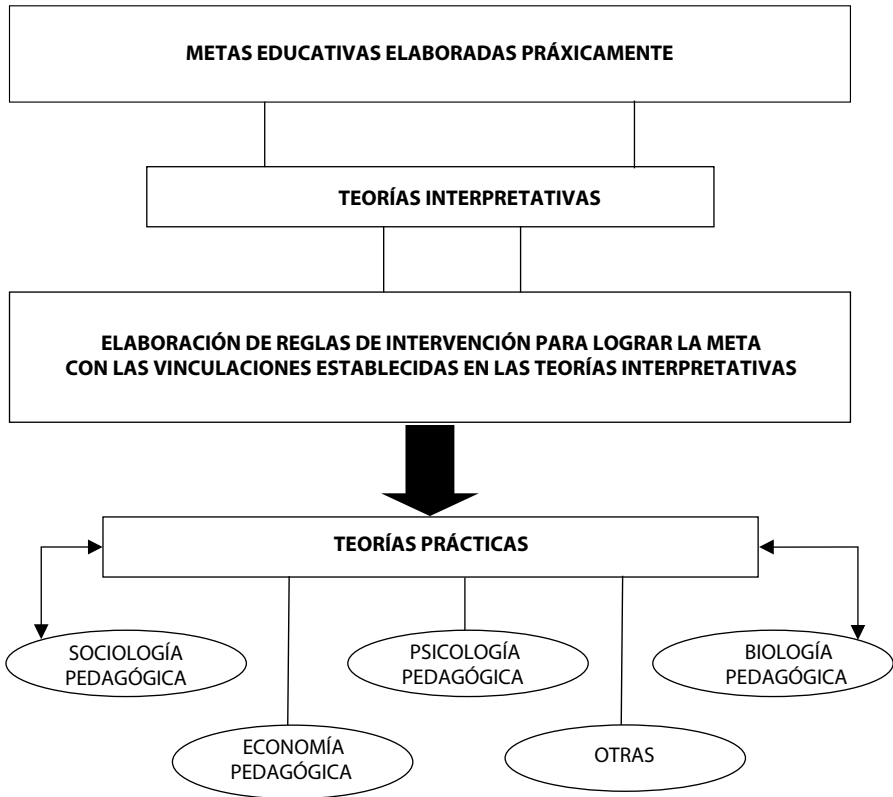 METAS EDUCATIVAS ELABORADAS PRÁXICAMENTE
TEORÍAS INTERPRETATIVAS
ELABORACIÓN DE REGLAS DE INTERVENCIÓN PARA LOGRAR LA META
CON LAS VINCULACIONES ESTABLECIDAS EN LAS TEORÍAS INTERPRETATIVAS
TEORÍAS PRÁCTICAS
SOCIOLOGÍA
PEDAGÓGICA
PSICOLOGÍA
PEDAGÓGICA
BIOLOGÍA
PEDAGÓGICA
ECONOMÍA
PEDAGÓGICA
OTRAS